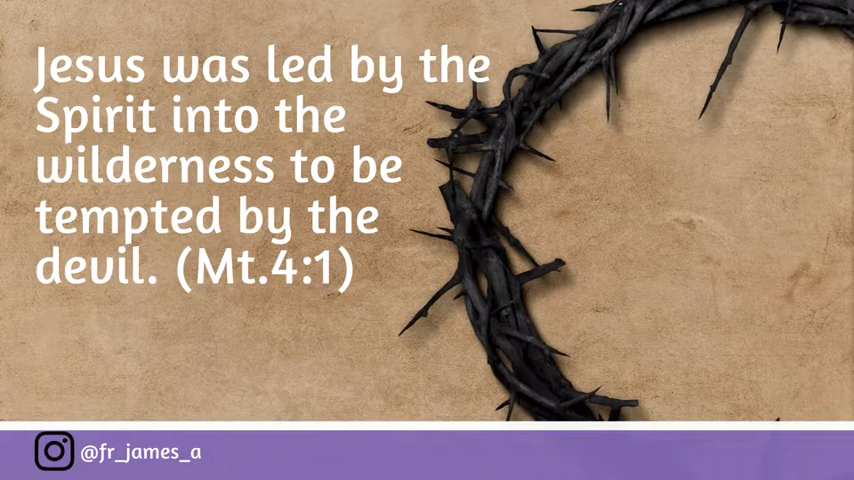 Jesus was led by the
Spirit into the
wilderness to be
tempted by the
devil. (Mt.4:1)
@fr_james_a